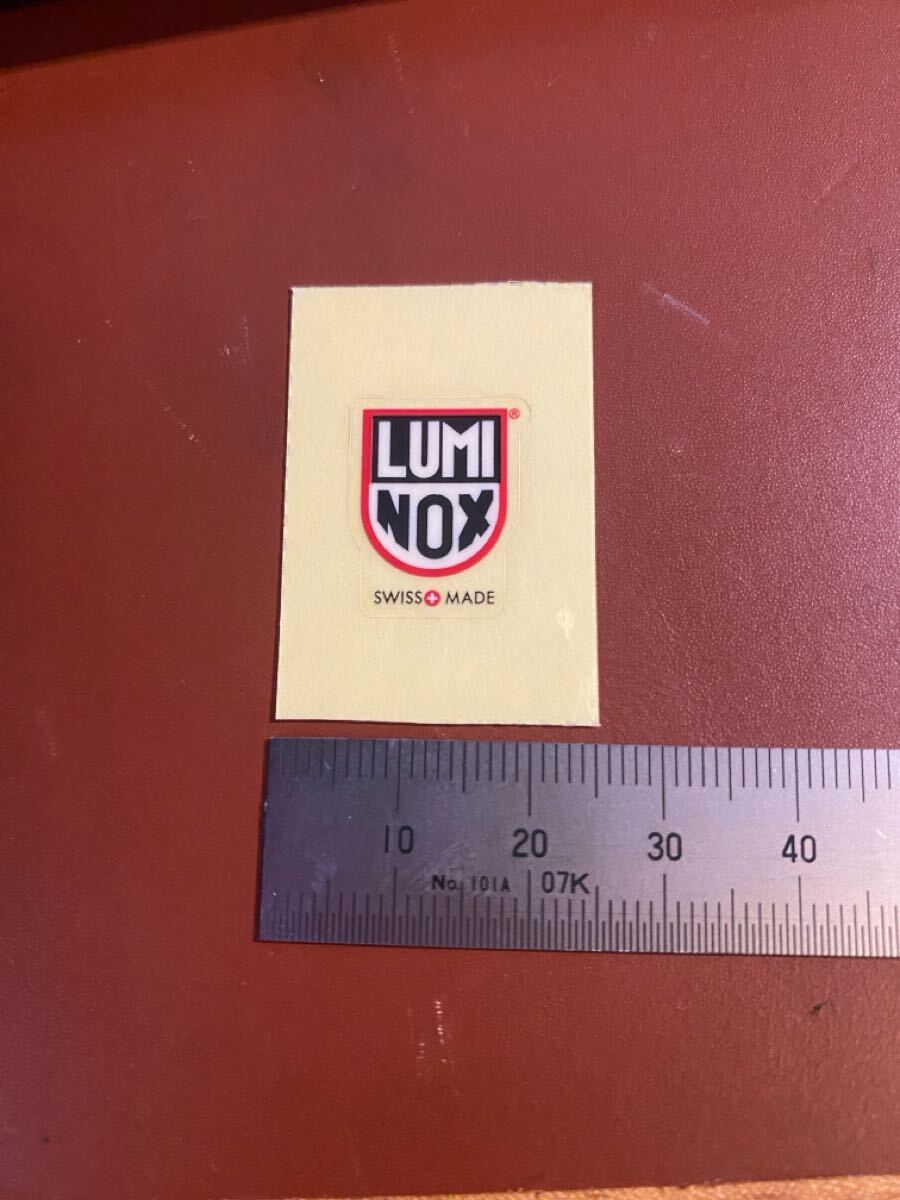 LUMI ®
NOX
SWISS MADE
10 20 30 40
No. 101A 07K